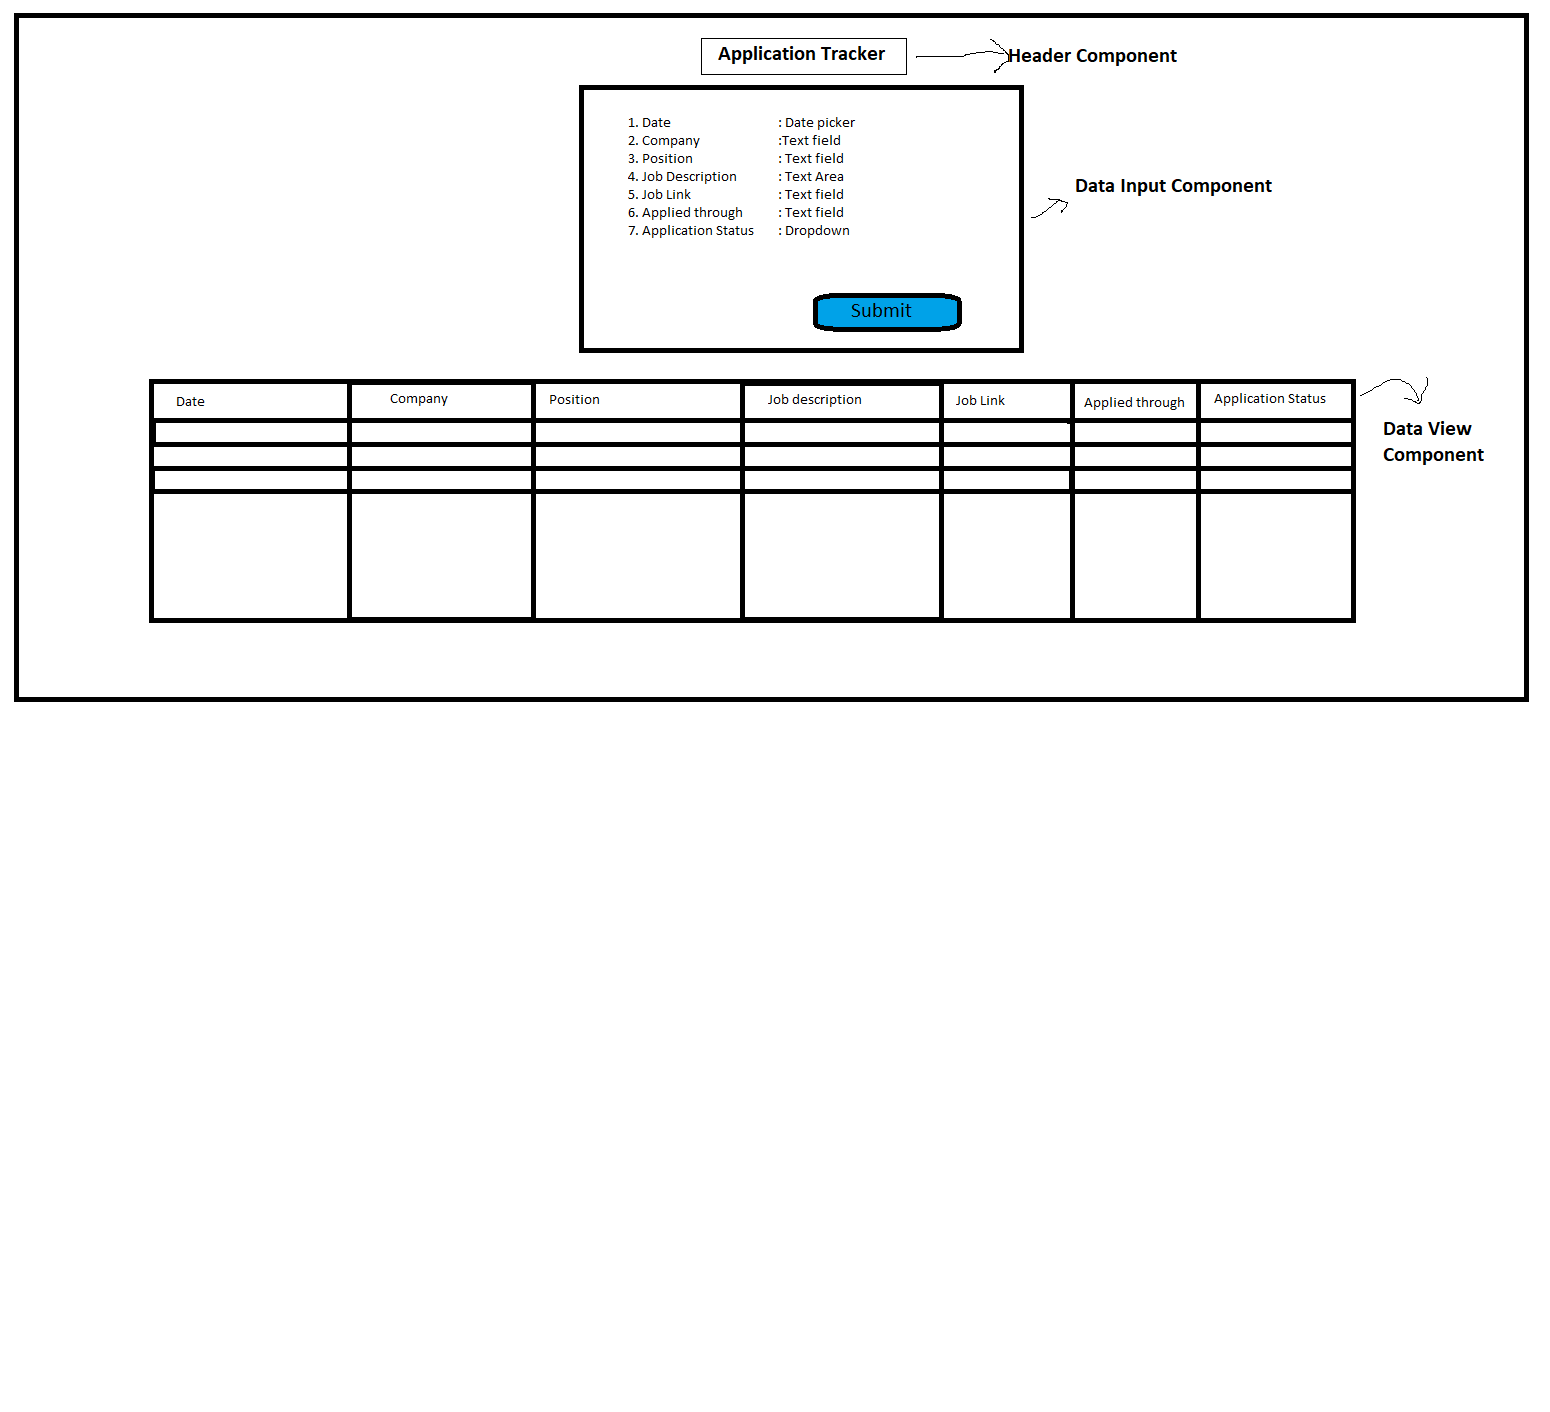 Application Tracker
Header Component
1. Date : Date picker
2. Company :Text field
3. Position : Text field
4. Job Description : Text Area
5. Job Link : Text field
6. Applied through : Text field
7. Application Status : Dropdown
Data Input Component
Submit
Date Company Position Job description Job Link Applied through Application Status
Data View
Component